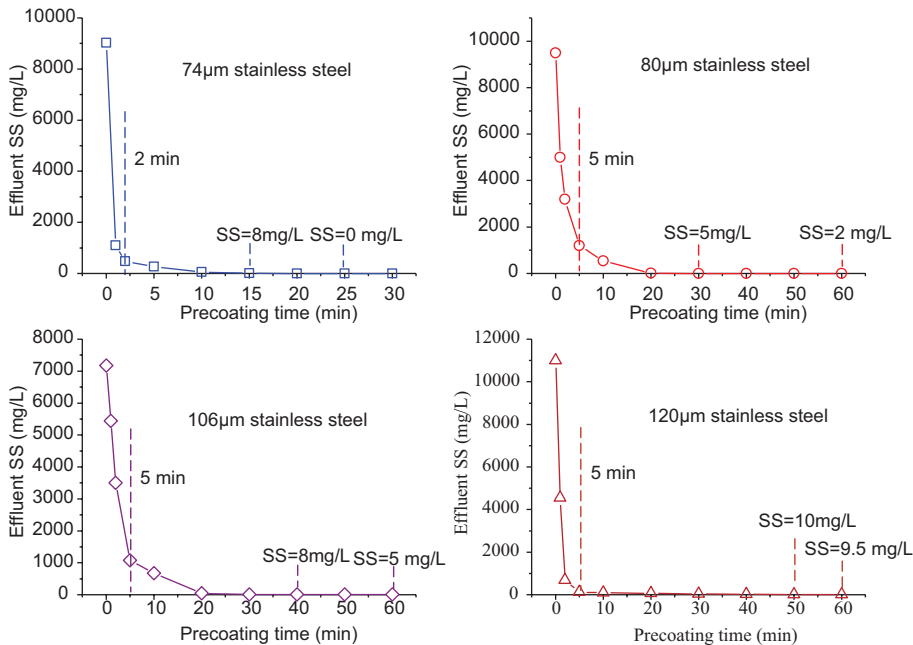 10000
8000
6000
4000
2000
0
Effluent SS (mg/L)
74μm stainless steel
2 min
SS=8mg/L SS=0 mg/L
0 5 10 15 20 25 30
Precoating time (min)
10000
8000
6000
4000
2000
0
Effluent SS (mg/L)
80μm stainless steel
5 min
SS=5mg/L SS=2 mg/L
0 10 20 30 40 50 60
Precoating time (min)
8000
7000
6000
5000
4000
3000
2000
1000
0
Effluent SS (mg/L)
106μm stainless steel
5 min
SS=8mg/L SS=5 mg/L
0 10 20 30 40 50 60
Precoating time (min)
12000
10000
8000
6000
4000
2000
0
Effluent SS (mg/L)
120μm stainless steel
5 min
SS=10mg/L
SS=9.5 mg/L
0 10 20 30 40 50 60
Precoating time (min)